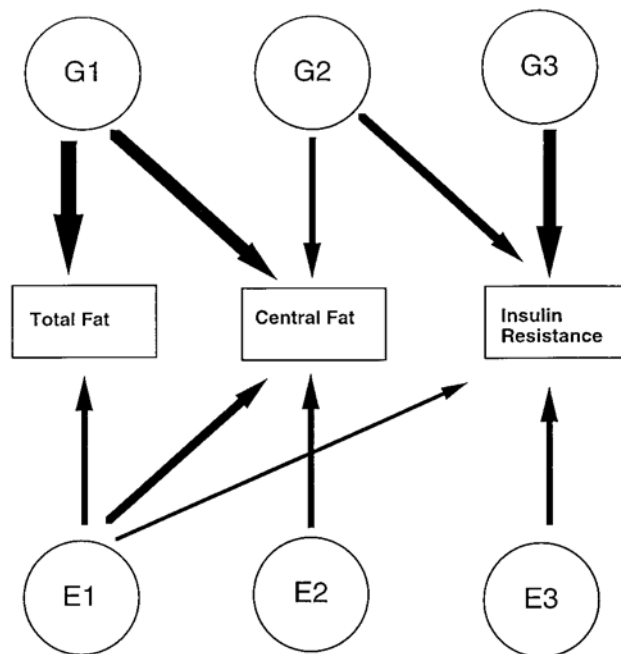 G1
G2
G3
Total Fat
Central Fat
Insulin
Resistance
E1
E2
E3